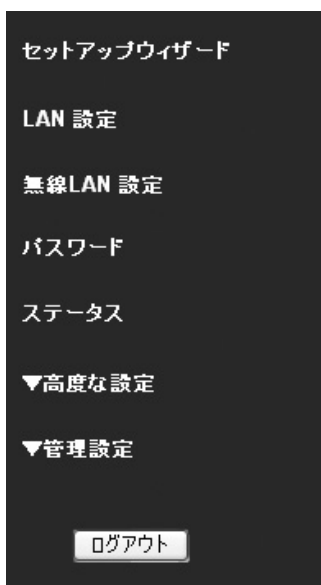 セットアップウィザード
LAN 設定
無線LAN 設定
パスワード
ステータス
▼高度な設定
▼管理設定
ログアウト